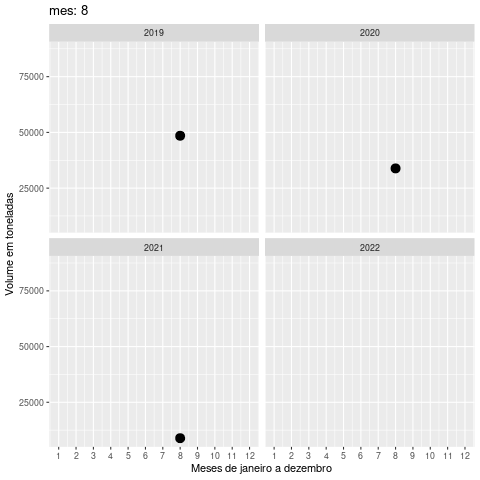 mes: 8
2019
2020
75000
50000
25000
Volume em toneladas
2021
2022
75000
50000
25000
1 2 3 4 5 6 7 8 9 10 11 12
1 2 3 4 5 6 7 8 9 10 11 12
Meses de janeiro a dezembro